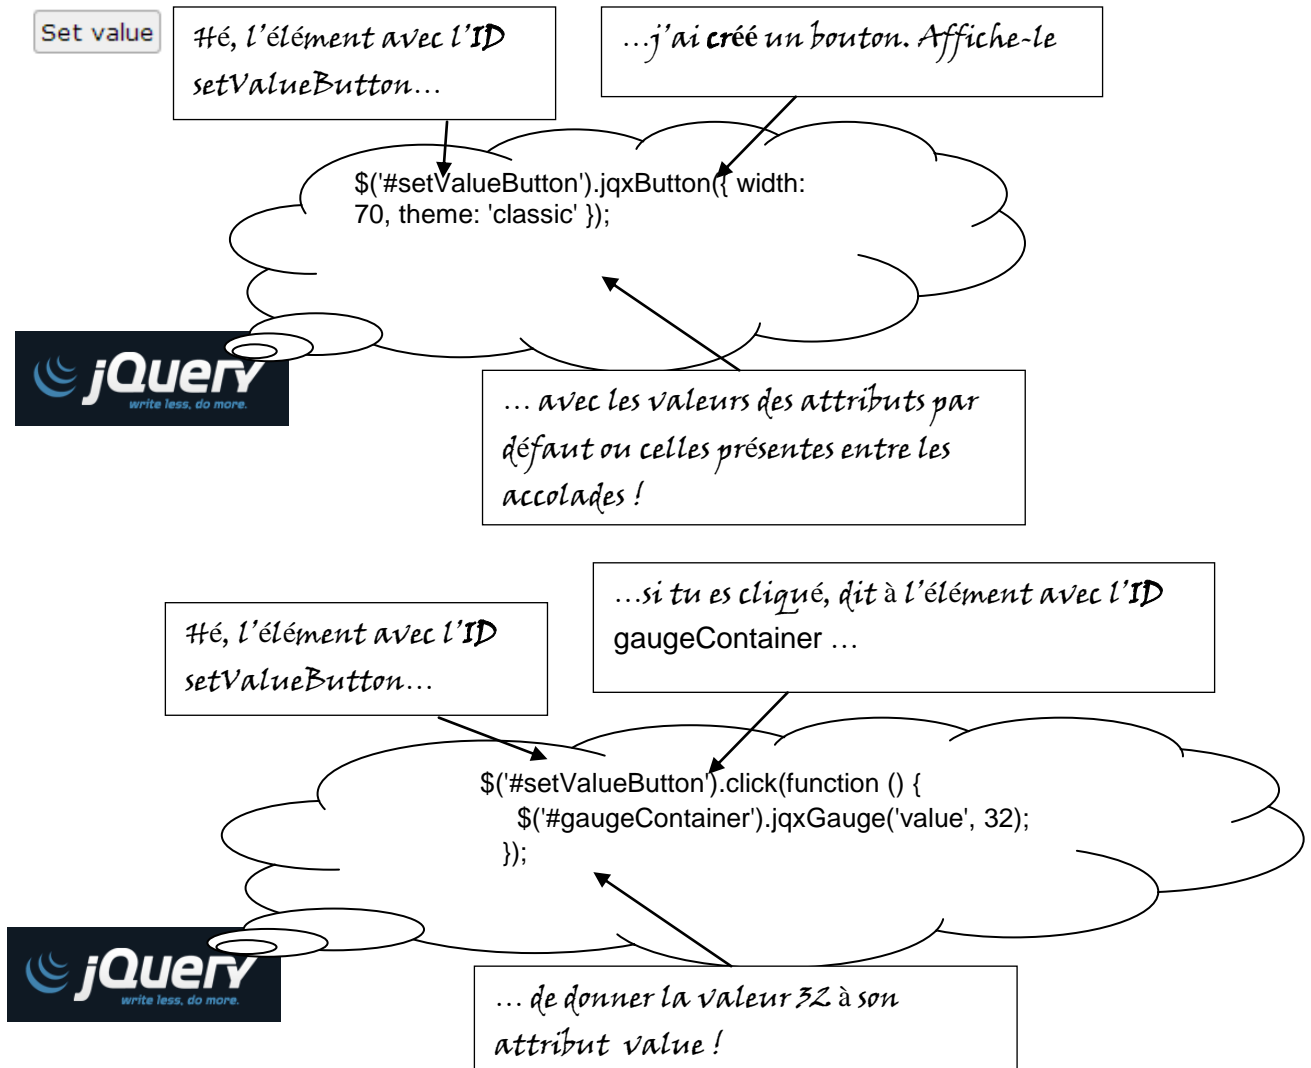 Set value
Hé, l'élément avec l'ID
setValueButton…
…j'ai créé un bouton. Affiche-le
$('#setValueButton').jqxButton({ width:
70, theme: 'classic' });
jQuery
write less, do more.
… avec les valeurs des attributs par
défaut ou celles présentes entre les
accolades !
…si tu es cliqué, dit à l'élément avec l'ID
gaugeContainer …
Hé, l'élément avec l'ID
setValueButton…
$('#setValueButton').click(function () {
$('#gaugeContainer').jqxGauge('value', 32);
});
jQuery
write less, do more.
… de donner la valeur 32 à son
attribut value !